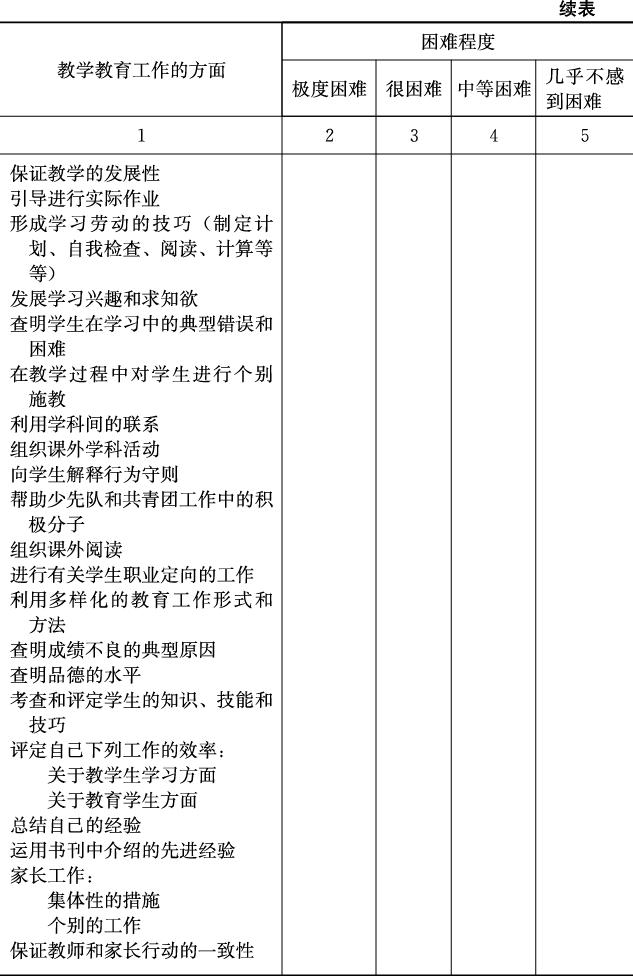 续表
教学教育工作的方面
困难程度
极度困难
很困难
中等困难
几乎不感
到困难
1
2
3
4
5
保证教学的发展性
引导进行实际作业
形成学习劳动的技巧（制定计
划、自我检查、阅读、计算等
等）
发展学习兴趣和求知欲
查明学生在学习中的典型错误和
困难
在教学过程中对学生进行个别
施教
利用学科间的联系
组织课外学科活动
向学生解释行为守则
帮助少先队和共青团工作中的积
极分子
组织课外阅读
进行有关学生职业定向的工作
利用多样化的教育工作形式和
方法
查明成绩不良的典型原因
查明品德的水平
考查和评定学生的知识、技能和
技巧
评定自己下列工作的效率：
关于教学生学习方面
关于教育学生方面
总结自己的经验
运用书刊中介绍的先进经验
家长工作：
集体性的措施
个别的工作
保证教师和家长行动的一致性